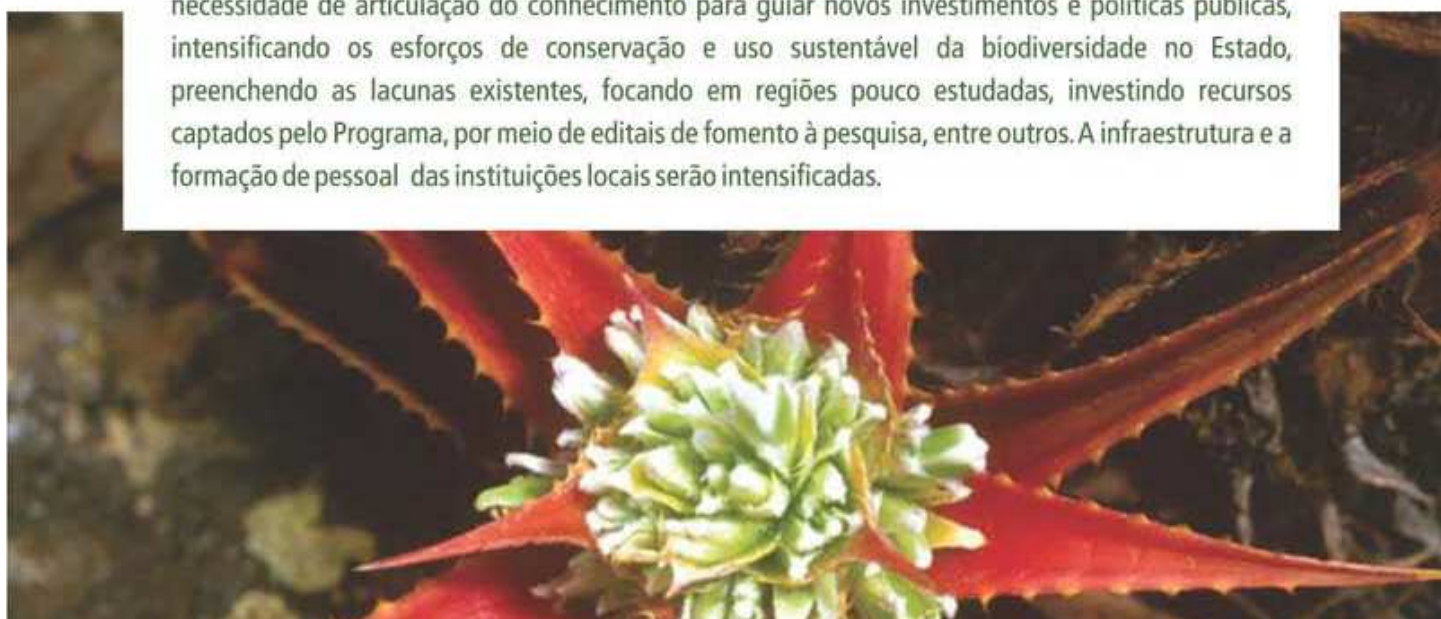 necessidade de articulação do conhecimento para guiar novos investimentos e políticas públicas,
intensificando os esforços de conservação e uso sustentável da biodiversidade no Estado,
preenchendo as lacunas existentes, focando em regiões pouco estudadas, investindo recursos
captados pelo Programa, por meio de editais de fomento à pesquisa, entre outros. A infraestrutura e a
formação de pessoal das instituições locais serão intensificadas.